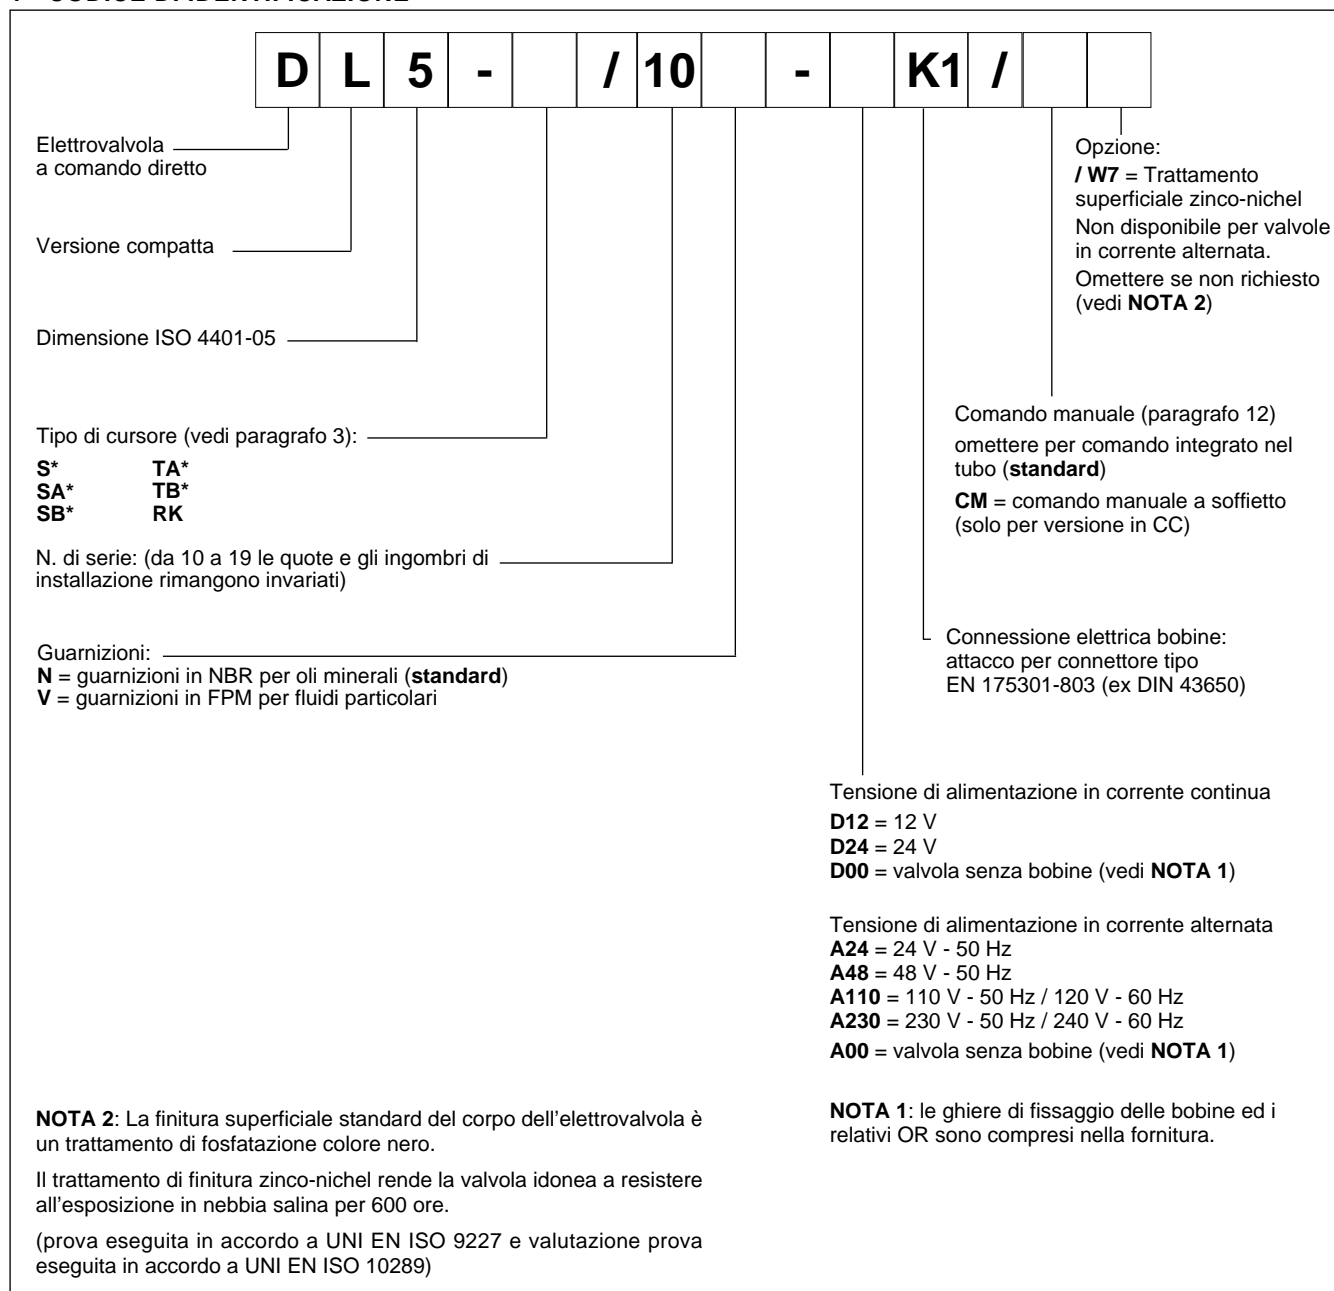 D L 5 - / 10 - K1 /
Elettrovalvola
a comando diretto
Versione compatta
Dimensione ISO 4401-05
Tipo di cursore (vedi paragrafo 3):
S* TA*
SA* TB*
SB* RK
N. di serie: (da 10 a 19 le quote e gli ingombri di
installazione rimangono invariati)
Guarnizioni:
N = guarnizioni in NBR per oli minerali (standard)
V = guarnizioni in FPM per fluidi particolari
Opzione:
/ W7 = Trattamento
superficiale zinco-nichel
Non disponibile per valvole
in corrente alternata.
Omettere se non richiesto
(vedi NOTA 2)
Comando manuale (paragrafo 12)
omettere per comando integrato nel
tubo (standard)
CM = comando manuale a soffietto
(solo per versione in CC)
Connessione elettrica bobine:
attacco per connettore tipo
EN 175301-803 (ex DIN 43650)
Tensione di alimentazione in corrente continua
D12 = 12 V
D24 = 24 V
D00 = valvola senza bobine (vedi NOTA 1)
Tensione di alimentazione in corrente alternata
A24 = 24 V - 50 Hz
A48 = 48 V - 50 Hz
A110 = 110 V - 50 Hz / 120 V - 60 Hz
A230 = 230 V - 50 Hz / 240 V - 60 Hz
A00 = valvola senza bobine (vedi NOTA 1)
NOTA 1: le ghiere di fissaggio delle bobine ed i
relativi OR sono compresi nella fornitura.
NOTA 2: La finitura superficiale standard del corpo dell'elettrovalvola è
un trattamento di fosfatazione colore nero.
Il trattamento di finitura zinco-nichel rende la valvola idonea a resistere
all'esposizione in nebbia salina per 600 ore.
(prova eseguita in accordo a UNI EN ISO 9227 e valutazione prova
eseguita in accordo a UNI EN ISO 10289)